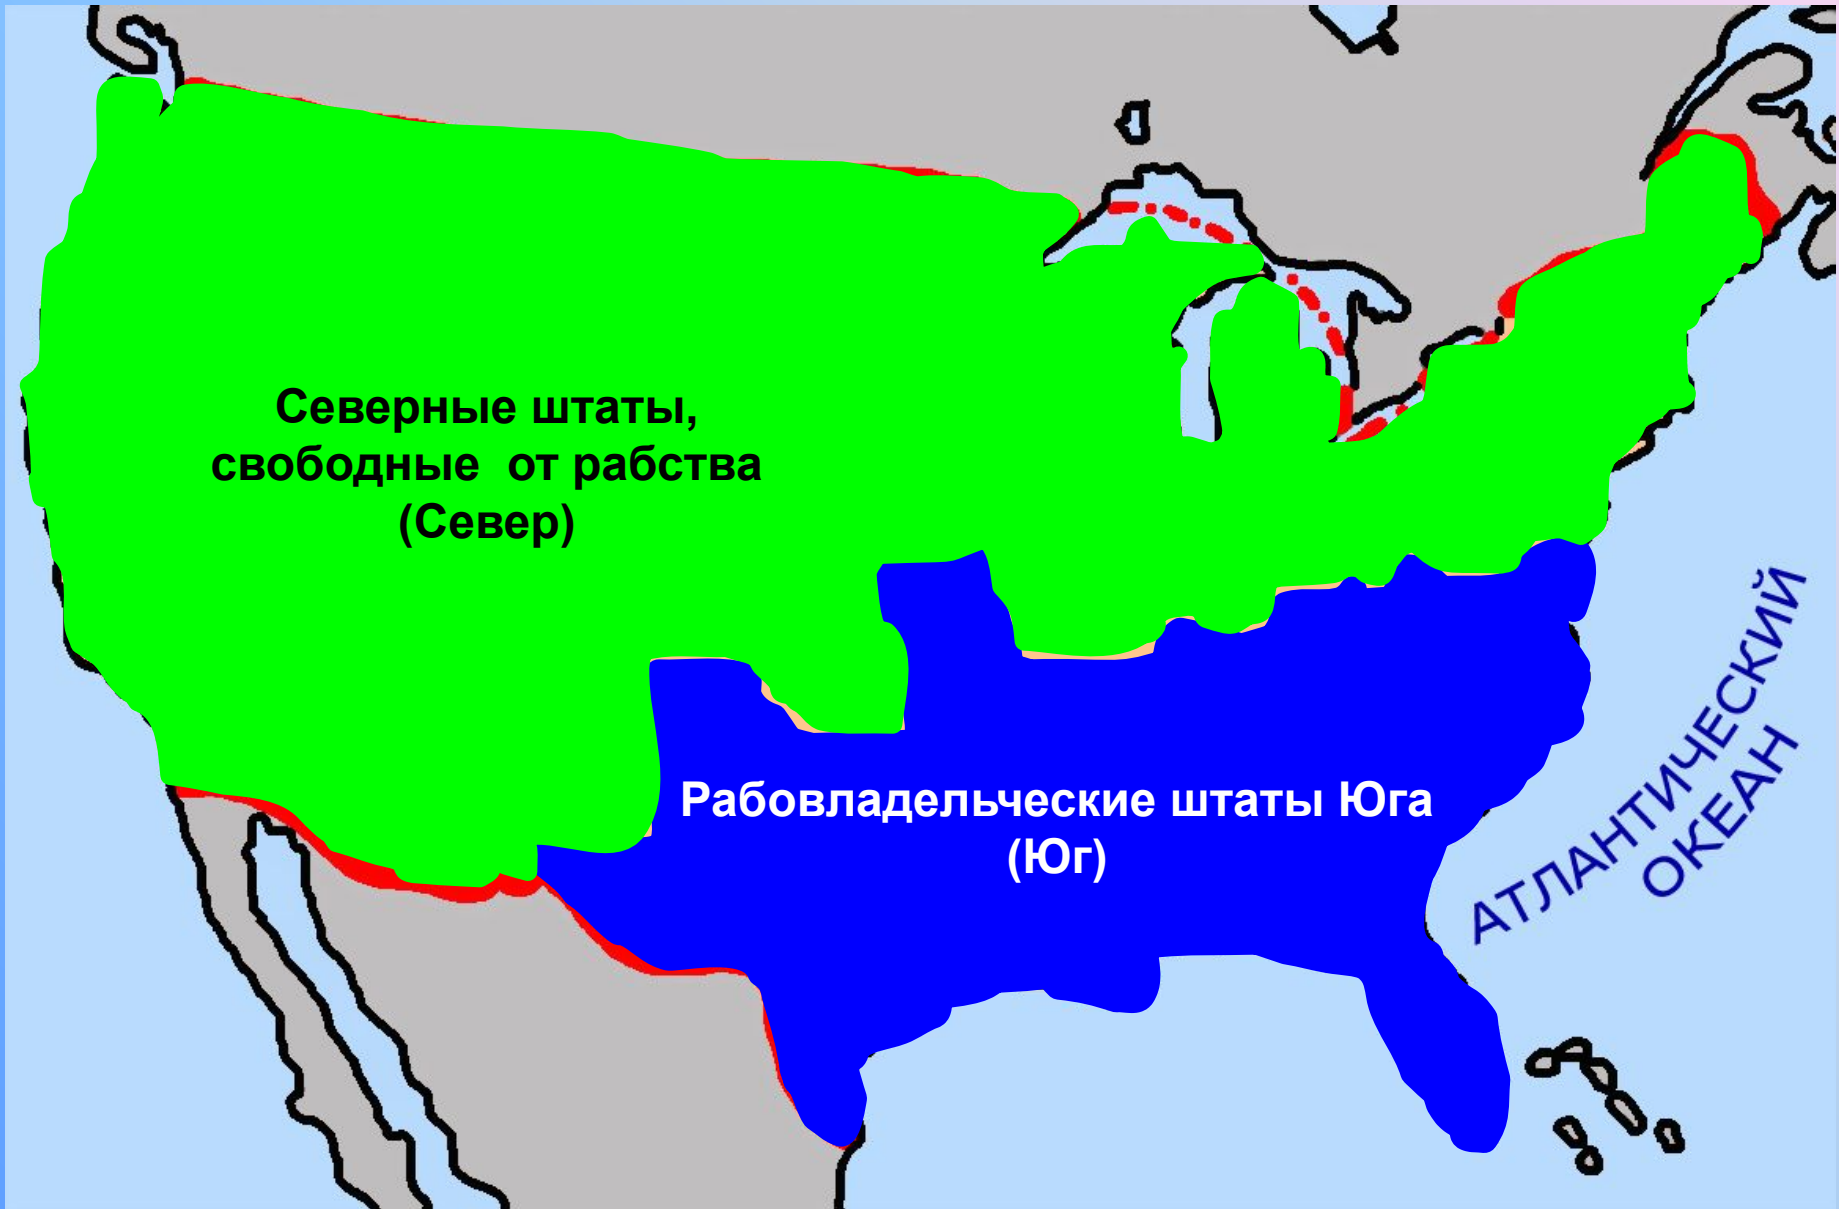 Северные штаты,
свободные от рабства
(Север)
Рабовладельческие штаты Юга
(Юг)
АТЛАНТИЧЕСКИЙ
ОКЕАН